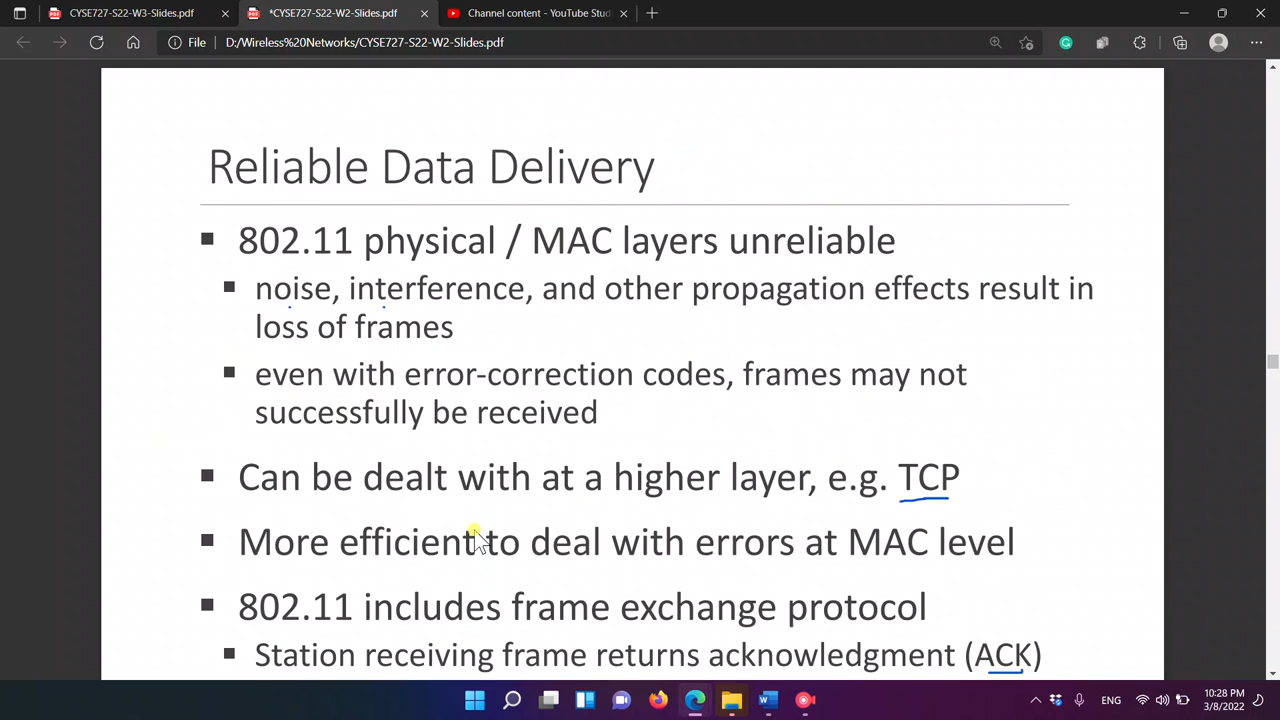 CYSE727-S22-W3-Slides.pdf
*CYSE727-S22-W2-Slides.pdf
Channel content - YouTube Stud
File
D:/Wireless%20Networks/CYSE727-S22-W2-Slides.pdf
Reliable Data Delivery
802.11 physical / MAC layers unreliable
noise, interference, and other propagation effects result in
loss of frames
even with error-correction codes, frames may not
successfully be received
Can be dealt with at a higher layer, e.g. TCP
More efficient to deal with errors at MAC level
802.11 includes frame exchange protocol
Station receiving frame returns acknowledgment (ACK)
ENG
10:28 PM
3/8/2022